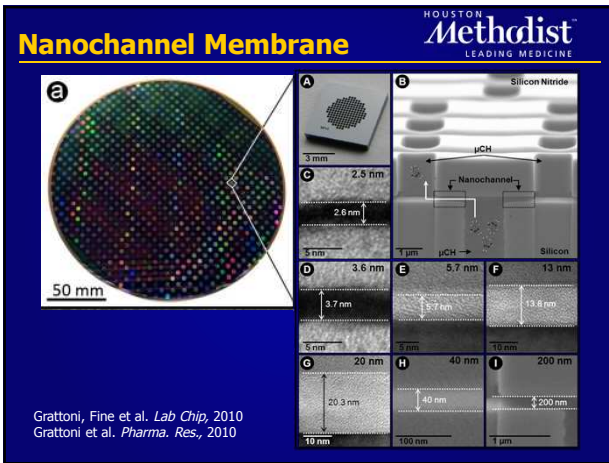 HOUSTON
Methodist
LEADING MEDICINE
Nanochannel Membrane
a
50 mm
A
3 mm
B
Silicon Nitride
µCH
Nanochannel
1 µm
µCH
Silicon
C
2.5 nm
2.6 nm
5 nm
D
3.6 nm
3.7 nm
5 nm
E
5.7 nm
5.7 nm
5 nm
F
13 nm
13.8 nm
10 nm
G
20 nm
20.3 nm
10 nm
H
40 nm
40 nm
100 nm
I
200 nm
200 nm
1 µm
Grattoni, Fine et al. Lab Chip, 2010
Grattoni et al. Pharma. Res., 2010